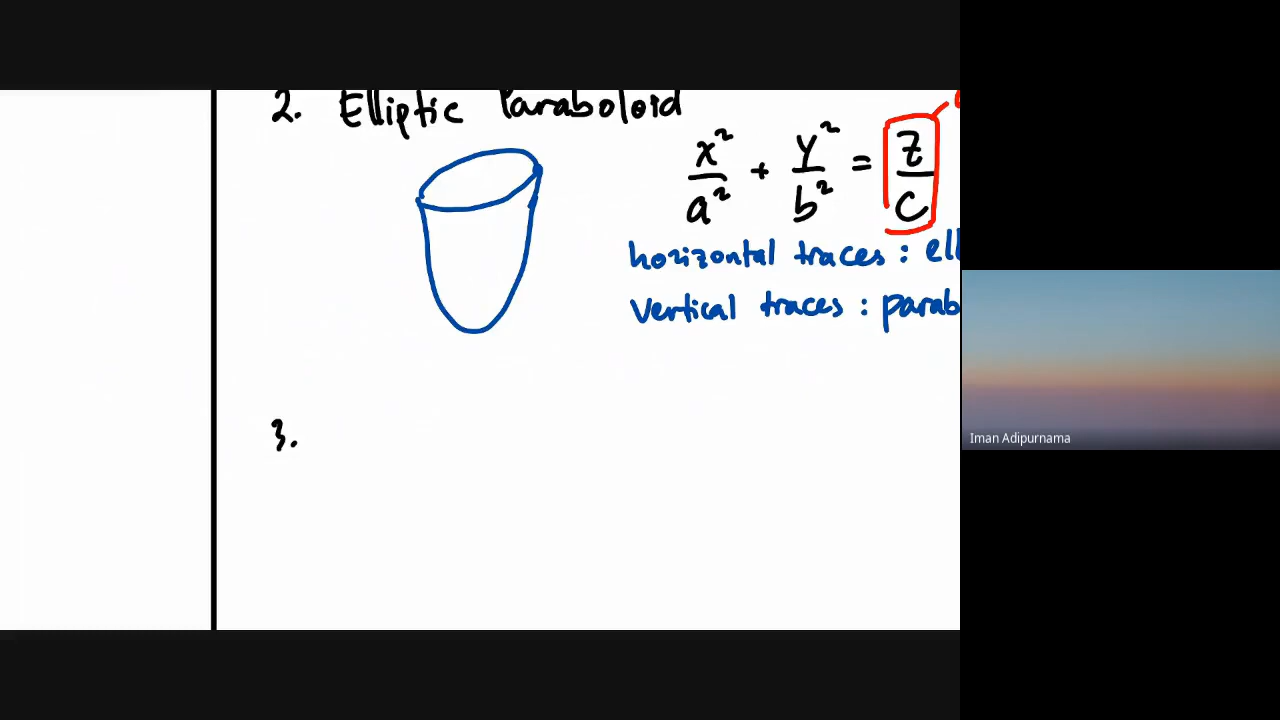 2. Elliptic Paraboloid
x²/a² + y²/b² = z/c
horizontal traces : ell
Vertical traces : parab
Iman Adipurnama
3.